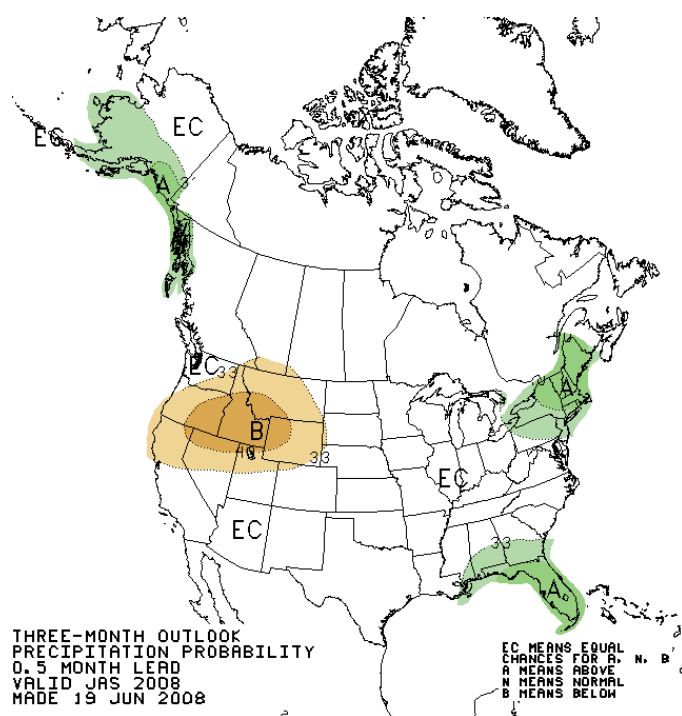 EC
EC
A
3
EC
33
A
B
40
33
EC
EC
33
A
THREE-MONTH OUTLOOK
PRECIPITATION PROBABILITY
0.5 MONTH LEAD
VALID JAS 2008
MADE 19 JUN 2008
EC MEANS EQUAL
CHANCES FOR A, N, B
A MEANS ABOVE
N MEANS NORMAL
B MEANS BELOW